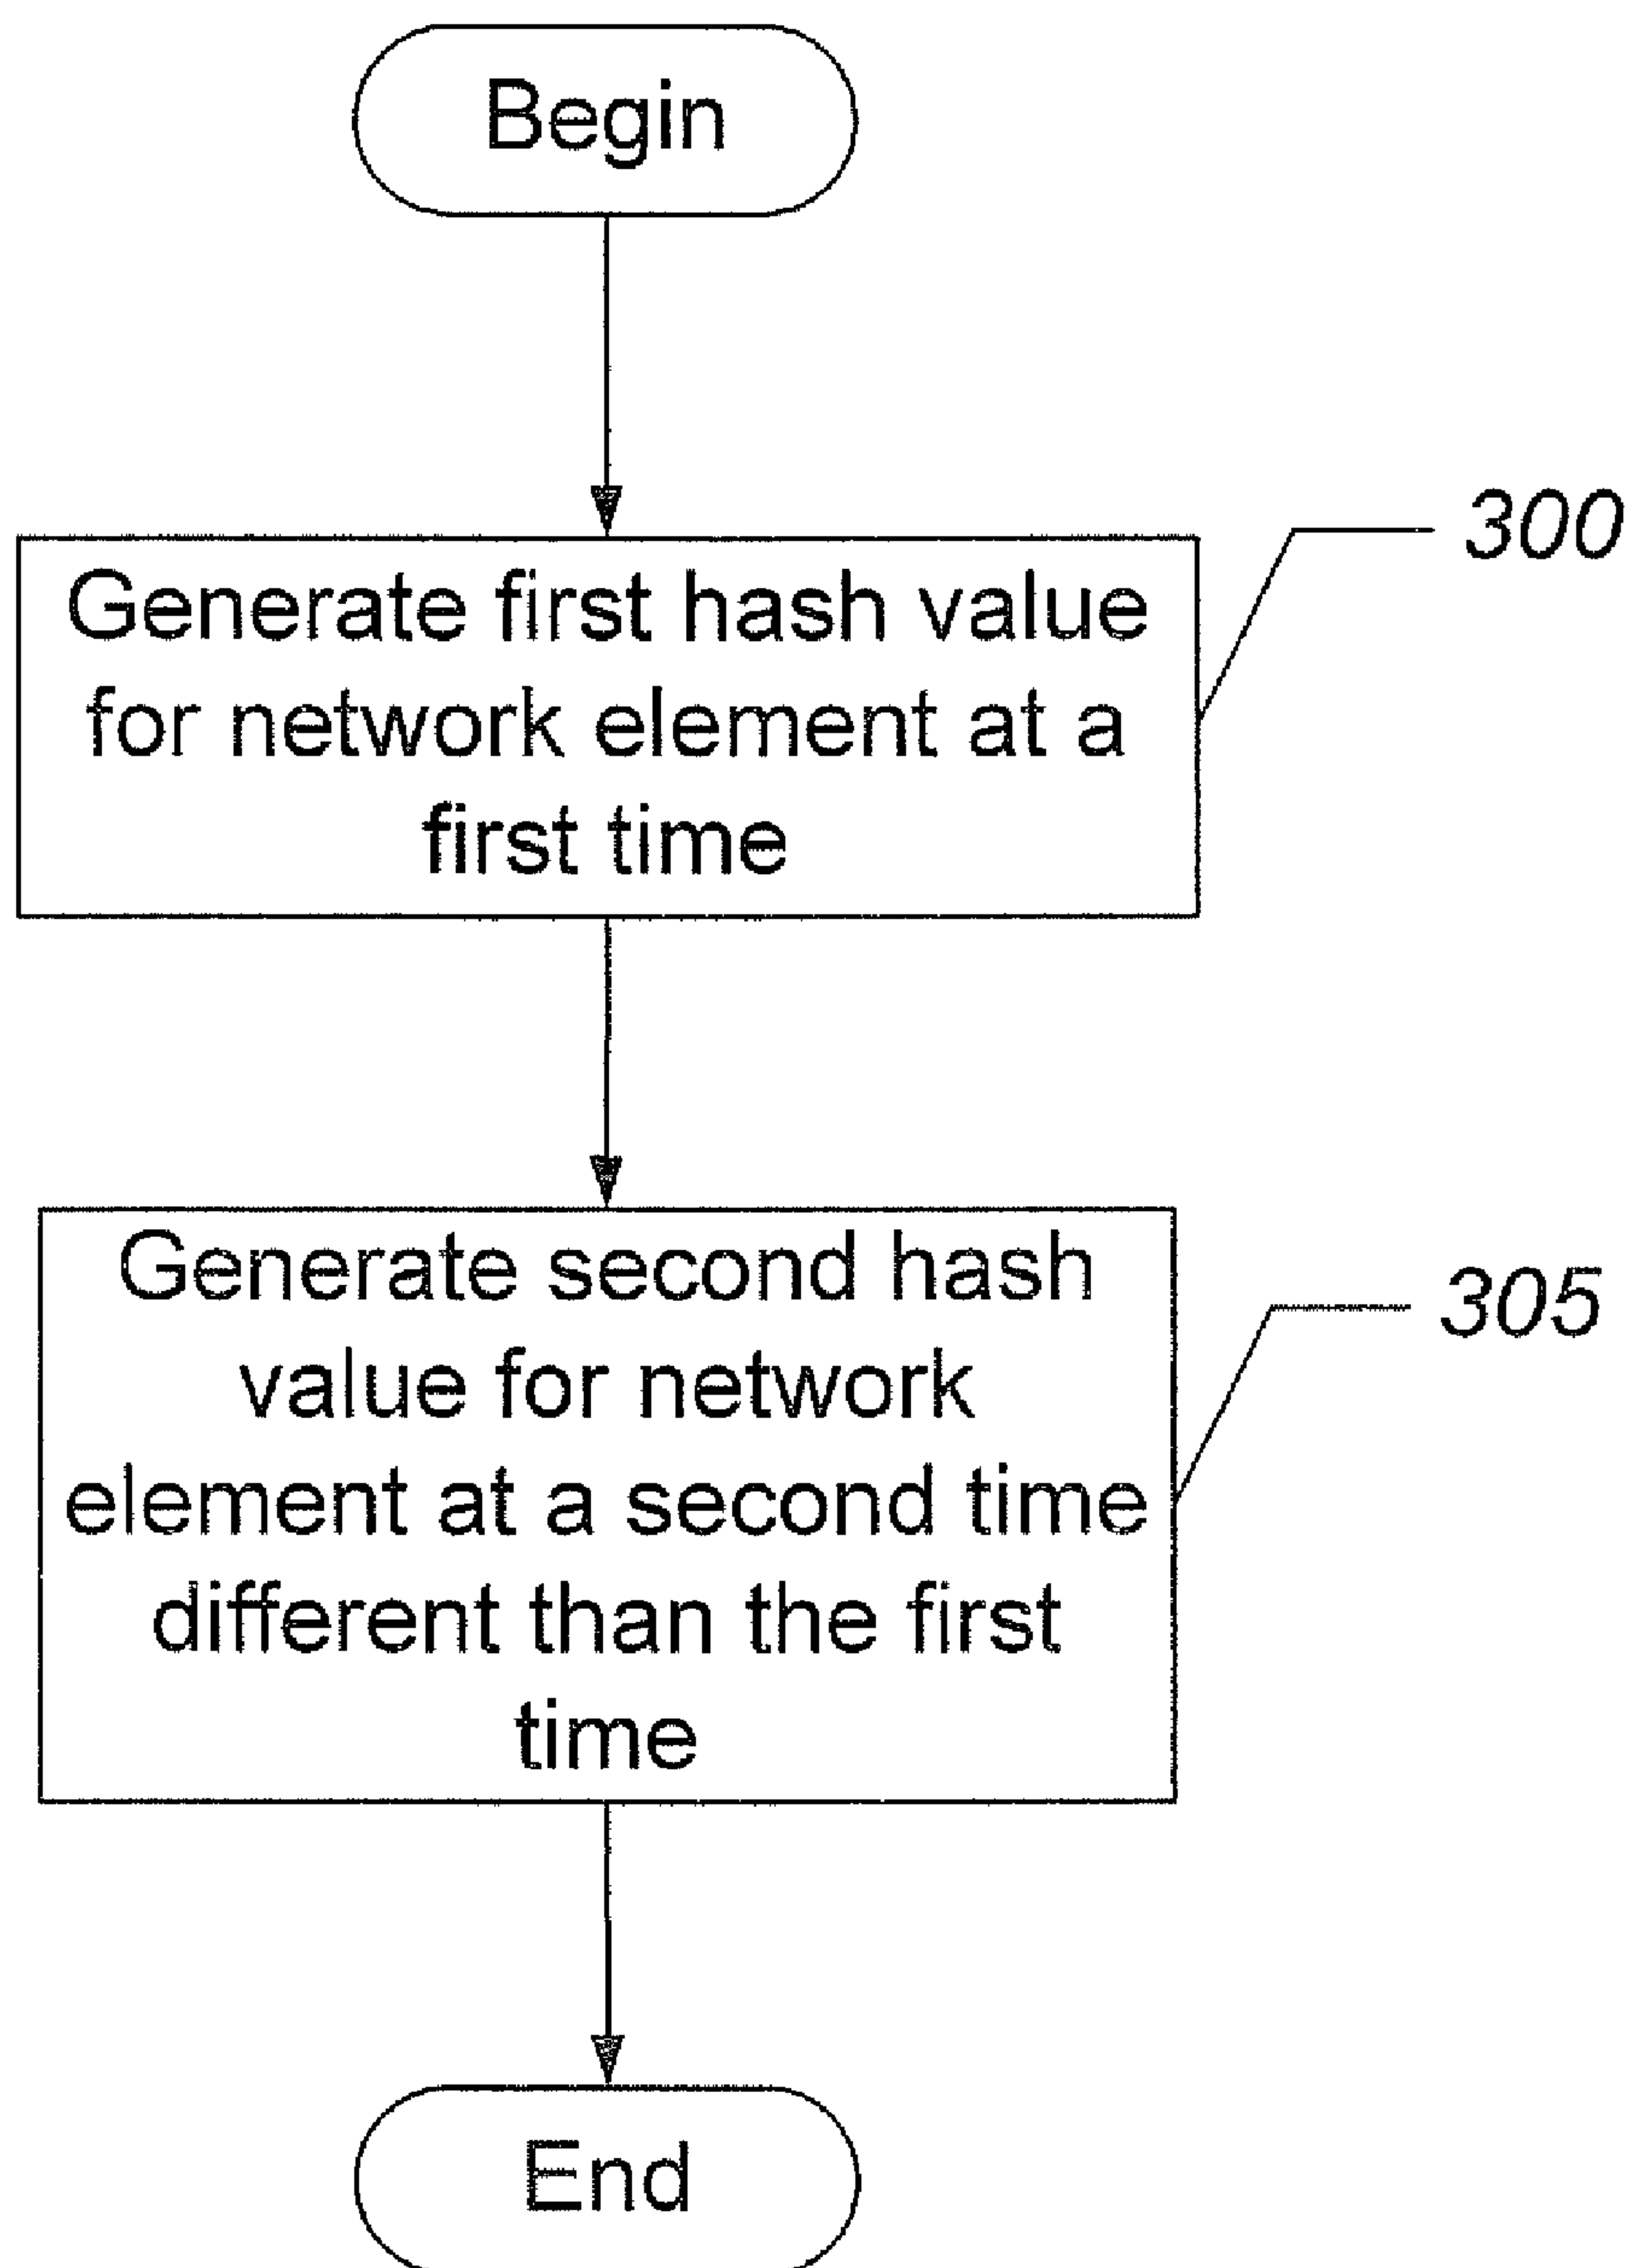 Begin
300
Generate first hash value
for network element at a
first time
305
Generate second hash
value for network
element at a second time
different than the first
time
End